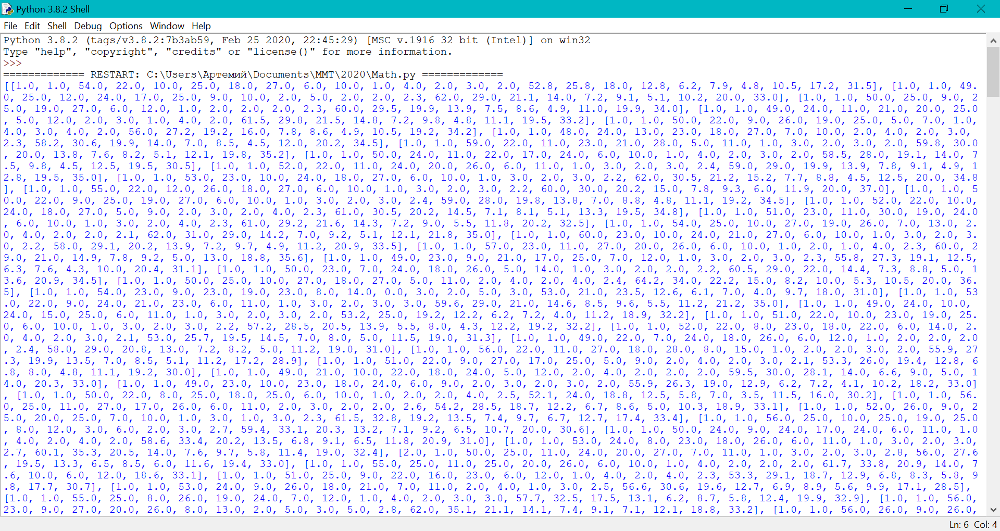 Python 3.8.2 Shell
File Edit Shell Debug Options Window Help
Python 3.8.2 (tags/v3.8.2:7b3ab59, Feb 25 2020, 22:45:29) [MSC v.1916 32 bit (Intel)] on win32
Type "help", "copyright", "credits" or "license()" for more information.
>>>
============= RESTART: C:\Users\Артемий\Documents\MMT\2020\Math.py =============
[[1.0, 1.0, 54.0, 22.0, 10.0, 25.0, 18.0, 27.0, 6.0, 10.0, 1.0, 4.0, 2.0, 3.0, 2.0, 52.8, 25.8, 18.0, 12.8, 6.2, 7.9, 4.8, 10.5, 17.2, 31.5], [1.0, 1.0, 49.
0, 25.0, 12.0, 24.0, 17.0, 25.0, 9.0, 10.0, 2.0, 5.0, 2.0, 2.0, 2.3, 62.0, 29.0, 21.1, 14.0, 7.2, 9.1, 5.1, 10.2, 20.0, 33.0], [1.0, 1.0, 50.0, 25.0, 9.0, 2
5.0, 19.0, 27.0, 6.0, 12.0, 1.0, 2.0, 2.0, 2.0, 2.3, 60.0, 29.5, 19.9, 13.9, 7.5, 8.6, 4.9, 11.0, 19.9, 34.0], [1.0, 1.0, 49.0, 24.0, 11.0, 21.0, 20.0, 25.0
, 5.0, 12.0, 2.0, 3.0, 1.0, 4.0, 2.0, 61.5, 29.8, 21.5, 14.8, 7.2, 9.8, 4.8, 11.1, 19.5, 33.2], [1.0, 1.0, 50.0, 22.0, 9.0, 26.0, 19.0, 25.0, 5.0, 7.0, 1.0,
4.0, 3.0, 4.0, 2.0, 56.0, 27.2, 19.2, 16.0, 7.8, 8.6, 4.9, 10.5, 19.2, 34.2], [1.0, 1.0, 48.0, 24.0, 13.0, 23.0, 18.0, 27.0, 7.0, 10.0, 2.0, 4.0, 2.0, 3.0,
2.3, 58.2, 30.6, 19.9, 14.0, 7.0, 8.5, 4.5, 12.0, 20.2, 34.5], [1.0, 1.0, 59.0, 22.0, 11.0, 23.0, 21.0, 28.0, 5.0, 11.0, 1.0, 3.0, 2.0, 3.0, 2.0, 59.8, 30.0
, 20.0, 13.8, 7.6, 8.2, 5.1, 12.1, 19.8, 35.2], [1.0, 1.0, 50.0, 24.0, 11.0, 22.0, 17.0, 24.0, 6.0, 10.0, 1.0, 4.0, 2.0, 3.0, 2.0, 58.5, 28.0, 19.1, 14.0, 7
.5, 9.8, 4.5, 12.5, 19.5, 30.5], [1.0, 1.0, 52.0, 22.0, 11.0, 24.0, 20.0, 26.0, 6.0, 11.0, 1.0, 3.0, 2.0, 3.0, 2.4, 59.0, 29.0, 19.9, 13.9, 7.8, 9.1, 4.9, 1
2.8, 19.5, 35.0], [1.0, 1.0, 53.0, 23.0, 10.0, 24.0, 18.0, 27.0, 6.0, 10.0, 1.0, 3.0, 2.0, 3.0, 2.2, 62.0, 30.5, 21.2, 15.2, 7.7, 8.8, 4.5, 12.5, 20.0, 34.8
], [1.0, 1.0, 55.0, 22.0, 12.0, 26.0, 18.0, 27.0, 6.0, 10.0, 1.0, 3.0, 2.0, 3.0, 2.2, 60.0, 30.0, 20.2, 15.0, 7.8, 9.3, 6.0, 11.9, 20.0, 37.0], [1.0, 1.0, 5
0.0, 22.0, 9.0, 25.0, 19.0, 27.0, 6.0, 10.0, 1.0, 3.0, 2.0, 3.0, 2.4, 59.0, 28.0, 19.8, 13.8, 7.0, 8.8, 4.8, 11.1, 19.2, 34.5], [1.0, 1.0, 52.0, 22.0, 10.0,
24.0, 18.0, 27.0, 5.0, 9.0, 2.0, 3.0, 2.0, 4.0, 2.3, 61.0, 30.5, 20.2, 14.5, 7.1, 8.1, 5.1, 13.3, 19.5, 34.8], [1.0, 1.0, 51.0, 23.0, 11.0, 30.0, 19.0, 24.0
, 6.0, 10.0, 1.0, 3.0, 2.0, 4.0, 2.3, 61.0, 29.2, 21.6, 14.3, 7.2, 9.0, 5.5, 11.8, 20.2, 32.5], [1.0, 1.0, 54.0, 25.0, 10.0, 27.0, 19.0, 26.0, 7.0, 13.0, 2.
0, 4.0, 2.0, 2.0, 2.1, 62.0, 31.0, 29.0, 14.2, 7.0, 9.2, 5.1, 12.1, 21.8, 35.0], [1.0, 1.0, 60.0, 23.0, 10.0, 24.0, 21.0, 27.0, 6.0, 10.0, 1.0, 3.0, 2.0, 3.
0, 2.2, 58.0, 29.1, 20.2, 13.9, 7.2, 9.7, 4.9, 11.2, 20.9, 33.5], [1.0, 1.0, 57.0, 23.0, 11.0, 27.0, 20.0, 26.0, 6.0, 10.0, 1.0, 2.0, 1.0, 4.0, 2.3, 60.0, 2
9.0, 21.0, 14.9, 7.8, 9.2, 5.0, 13.0, 18.8, 35.6], [1.0, 1.0, 49.0, 23.0, 9.0, 21.0, 17.0, 25.0, 7.0, 12.0, 1.0, 3.0, 2.0, 3.0, 2.3, 55.8, 27.3, 19.1, 12.5,
6.3, 7.6, 4.3, 10.0, 20.4, 31.1], [1.0, 1.0, 50.0, 23.0, 7.0, 24.0, 18.0, 26.0, 5.0, 14.0, 1.0, 3.0, 2.0, 2.0, 2.2, 60.5, 29.0, 22.0, 14.4, 7.3, 8.8, 5.0, 1
3.6, 20.9, 34.5], [1.0, 1.0, 50.0, 25.0, 10.0, 27.0, 18.0, 27.0, 5.0, 11.0, 2.0, 4.0, 2.0, 4.0, 2.4, 64.2, 34.0, 22.2, 15.0, 8.2, 10.0, 5.3, 10.5, 20.0, 36.
5], [1.0, 1.0, 54.0, 23.0, 9.0, 23.0, 19.0, 23.0, 8.0, 14.0, 0.0, 3.0, 2.0, 5.0, 3.0, 53.0, 21.0, 23.5, 12.6, 6.1, 7.0, 4.0, 9.7, 18.0, 31.0], [1.0, 1.0, 53
.0, 22.0, 9.0, 24.0, 21.0, 23.0, 6.0, 11.0, 1.0, 3.0, 2.0, 3.0, 3.0, 59.6, 29.0, 21.0, 14.6, 8.5, 9.6, 5.5, 11.2, 21.2, 35.0], [1.0, 1.0, 49.0, 24.0, 10.0,
24.0, 15.0, 25.0, 6.0, 11.0, 1.0, 3.0, 2.0, 3.0, 2.0, 53.2, 25.0, 19.2, 12.2, 6.2, 7.2, 4.0, 11.2, 18.9, 32.2], [1.0, 1.0, 51.0, 22.0, 10.0, 23.0, 19.0, 25.
0, 6.0, 10.0, 1.0, 3.0, 2.0, 3.0, 2.2, 57.2, 28.5, 20.5, 13.9, 5.5, 8.0, 4.3, 12.2, 19.2, 32.2], [1.0, 1.0, 52.0, 22.0, 8.0, 23.0, 18.0, 22.0, 6.0, 14.0, 2.
0, 4.0, 2.0, 3.0, 2.1, 53.0, 25.7, 19.5, 14.5, 7.0, 8.0, 5.0, 11.5, 19.0, 31.3], [1.0, 1.0, 49.0, 22.0, 7.0, 24.0, 18.0, 26.0, 6.0, 12.0, 1.0, 2.0, 2.0, 2.0
, 2.4, 58.0, 29.0, 20.8, 13.0, 7.2, 8.2, 5.0, 11.2, 19.0, 31.0], [1.0, 1.0, 56.0, 22.0, 11.0, 27.0, 18.0, 28.0, 8.0, 15.0, 1.0, 2.0, 2.0, 3.0, 2.0, 55.9, 27
.3, 19.9, 13.5, 7.0, 8.5, 5.1, 11.2, 17.2, 28.9], [1.0, 1.0, 51.0, 22.0, 9.0, 27.0, 17.0, 25.0, 5.0, 9.0, 2.0, 4.0, 2.0, 3.0, 2.1, 53.3, 26.0, 19.4, 12.8, 6
.8, 8.0, 4.8, 11.1, 19.2, 30.0], [1.0, 1.0, 49.0, 21.0, 10.0, 22.0, 18.0, 24.0, 5.0, 12.0, 2.0, 4.0, 2.0, 2.0, 2.0, 59.5, 30.0, 28.1, 14.0, 6.6, 9.0, 5.0, 1
4.0, 20.3, 33.0], [1.0, 1.0, 49.0, 23.0, 10.0, 23.0, 18.0, 24.0, 6.0, 9.0, 2.0, 3.0, 2.0, 3.0, 2.0, 55.9, 26.3, 19.0, 12.9, 6.2, 7.2, 4.1, 10.2, 18.2, 33.0]
, [1.0, 1.0, 50.0, 22.0, 8.0, 25.0, 18.0, 25.0, 6.0, 10.0, 1.0, 2.0, 2.0, 4.0, 2.5, 52.1, 24.0, 18.8, 12.5, 5.8, 7.0, 3.5, 11.5, 16.0, 30.2], [1.0, 1.0, 56.
0, 25.0, 11.0, 27.0, 17.0, 26.0, 6.0, 11.0, 2.0, 3.0, 2.0, 2.0, 2.6, 54.2, 28.5, 18.7, 12.2, 6.7, 8.6, 5.0, 10.3, 18.9, 33.1], [1.0, 1.0, 52.0, 26.0, 9.0, 2
5.0, 20.0, 25.0, 7.0, 10.0, 1.0, 3.0, 1.0, 3.0, 2.3, 61.5, 32.8, 19.2, 13.5, 7.4, 9.7, 6.7, 12.7, 17.4, 33.4], [1.0, 1.0, 56.0, 25.0, 10.0, 25.0, 19.0, 25.0
, 8.0, 12.0, 3.0, 6.0, 2.0, 3.0, 2.7, 59.4, 33.1, 20.3, 13.2, 7.1, 9.2, 6.5, 10.7, 20.0, 30.6], [1.0, 1.0, 50.0, 24.0, 9.0, 24.0, 17.0, 24.0, 6.0, 11.0, 1.0
, 4.0, 2.0, 4.0, 2.0, 58.6, 33.4, 20.2, 13.5, 6.8, 9.1, 6.5, 11.8, 20.9, 31.0], [1.0, 1.0, 53.0, 24.0, 8.0, 23.0, 18.0, 26.0, 6.0, 11.0, 1.0, 3.0, 2.0, 3.0,
2.7, 60.1, 35.3, 20.5, 14.0, 7.6, 9.7, 5.8, 11.4, 19.0, 32.4], [2.0, 1.0, 50.0, 25.0, 11.0, 24.0, 20.0, 27.0, 7.0, 11.0, 1.0, 3.0, 2.0, 3.0, 2.8, 56.0, 27.6
, 19.5, 13.3, 6.5, 8.5, 6.0, 11.6, 19.4, 33.0], [1.0, 1.0, 55.0, 25.0, 11.0, 25.0, 20.0, 26.0, 6.0, 10.0, 1.0, 4.0, 2.0, 2.0, 2.0, 61.7, 33.8, 20.9, 14.0, 7
.6, 10.0, 6.0, 12.0, 18.6, 33.1], [1.0, 1.0, 51.0, 25.0, 9.0, 22.0, 16.0, 23.0, 6.0, 12.0, 1.0, 4.0, 2.0, 4.0, 2.3, 53.3, 29.1, 18.7, 12.9, 6.8, 8.3, 5.8, 9
.8, 17.7, 30.7], [1.0, 1.0, 53.0, 24.0, 9.0, 26.0, 18.0, 21.0, 7.0, 11.0, 2.0, 4.0, 1.0, 3.0, 2.5, 56.6, 30.6, 19.6, 12.7, 6.9, 8.9, 5.6, 9.9, 17.1, 28.5],
[1.0, 1.0, 55.0, 25.0, 8.0, 26.0, 19.0, 24.0, 7.0, 12.0, 1.0, 4.0, 2.0, 3.0, 3.0, 57.7, 32.5, 17.5, 13.1, 6.2, 8.7, 5.8, 12.4, 19.9, 32.9], [1.0, 1.0, 56.0,
23.0, 9.0, 27.0, 20.0, 26.0, 8.0, 13.0, 2.0, 5.0, 3.0, 5.0, 2.8, 62.0, 35.1, 21.1, 14.1, 7.4, 9.1, 7.1, 12.1, 18.8, 33.2], [1.0, 1.0, 56.0, 26.0, 9.0, 26.0,
Ln: 6 Col: 4